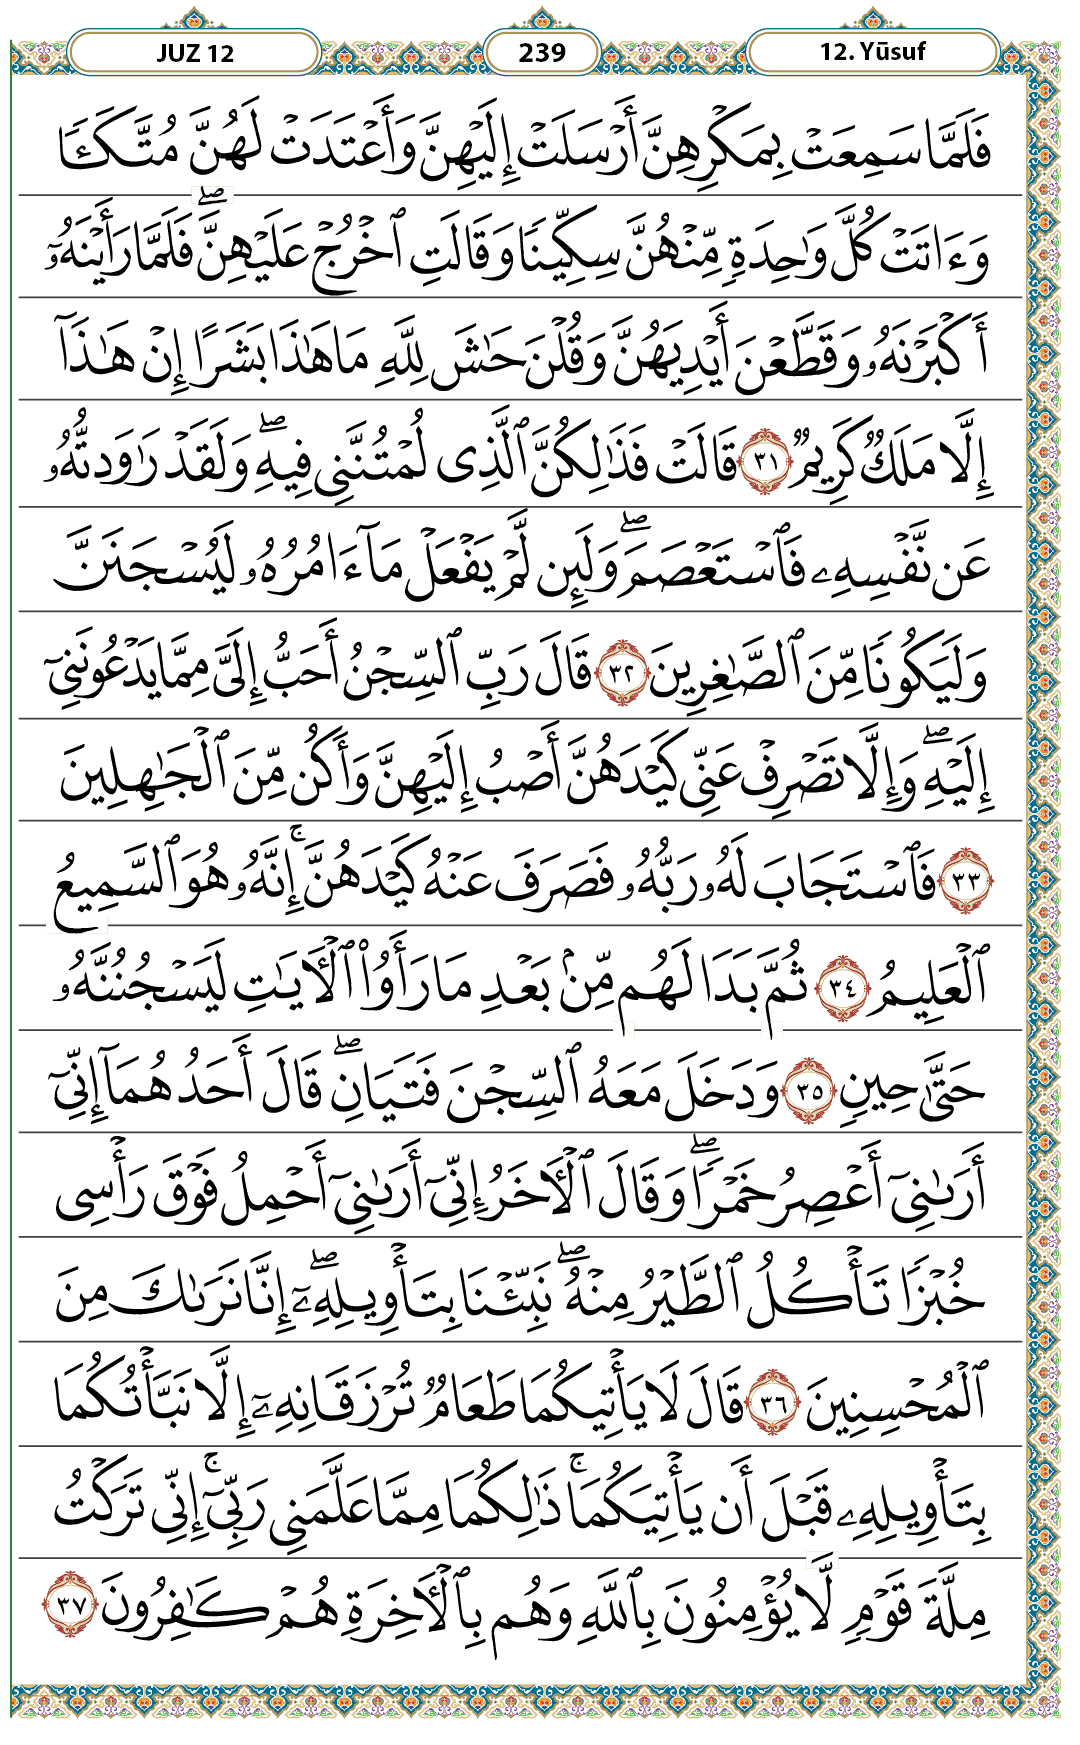 JUZ 12
239
12. Yūsuf
فَلَمَّا سَمِعَتْ بِمَكْرِهِنَّ أَرْسَلَتْ إِلَيْهِنَّ وَأَعْتَدَتْ لَهُنَّ مُتَّكَـًٔا
وَءَاتَتْ كُلَّ وَٰحِدَةٍ مِّنْهُنَّ سِكِّينًا وَقَالَتِ ٱخْرُجْ عَلَيْهِنَّ ۖ فَلَمَّا رَأَيْنَهُۥٓ
أَكْبَرْنَهُۥ وَقَطَّعْنَ أَيْدِيَهُنَّ وَقُلْنَ حَٰشَ لِلَّهِ مَا هَٰذَا بَشَرًا إِنْ هَٰذَآ
إِلَّا مَلَكٌ كَرِيمٌ ٣١ قَالَتْ فَذَٰلِكُنَّ ٱلَّذِى لُمْتُنَّنِى فِيهِ ۖ وَلَقَدْ رَٰوَدتُّهُۥ
عَن نَّفْسِهِۦ فَٱسْتَعْصَمَ ۖ وَلَئِن لَّمْ يَفْعَلْ مَآ ءَامُرُهُۥ لَيُسْجَنَنَّ
وَلَيَكُونًا مِّنَ ٱلصَّٰغِرِينَ ٣٢ قَالَ رَبِّ ٱلسِّجْنُ أَحَبُّ إِلَىَّ مِمَّا يَدْعُونَنِىٓ
إِلَيْهِ ۖ وَإِلَّا تَصْرِفْ عَنِّى كَيْدَهُنَّ أَصْبُ إِلَيْهِنَّ وَأَكُن مِّنَ ٱلْجَٰهِلِينَ
٣٣ فَٱسْتَجَابَ لَهُۥ رَبُّهُۥ فَصَرَفَ عَنْهُ كَيْدَهُنَّ ۚ إِنَّهُۥ هُوَ ٱلسَّمِيعُ
ٱلْعَلِيمُ ٣٤ ثُمَّ بَدَا لَهُم مِّنۢ بَعْدِ مَا رَأَوُا۟ ٱلْـَٔايَٰتِ لَيَسْجُنُنَّهُۥ
حَتَّىٰ حِينٍ ٣٥ وَدَخَلَ مَعَهُ ٱلسِّجْنَ فَتَيَانِ ۖ قَالَ أَحَدُهُمَآ إِنِّىٓ
أَرَىٰنِىٓ أَعْصِرُ خَمْرًا ۖ وَقَالَ ٱلْـَٔاخَرُ إِنِّىٓ أَرَىٰنِىٓ أَحْمِلُ فَوْقَ رَأْسِى
خُبْزًا تَأْكُلُ ٱلطَّيْرُ مِنْهُ ۖ نَبِّئْنَا بِتَأْوِيلِهِۦٓ ۖ إِنَّا نَرَىٰكَ مِنَ
ٱلْمُحْسِنِينَ ٣٦ قَالَ لَا يَأْتِيكُمَا طَعَامٌ تُرْزَقَانِهِۦٓ إِلَّا نَبَّأْتُكُمَا
بِتَأْوِيلِهِۦ قَبْلَ أَن يَأْتِيَكُمَا ۚ ذَٰلِكُمَا مِمَّا عَلَّمَنِى رَبِّىٓ ۚ إِنِّى تَرَكْتُ
مِلَّةَ قَوْمٍ لَّا يُؤْمِنُونَ بِٱللَّهِ وَهُم بِٱلْـَٔاخِرَةِ هُمْ كَٰفِرُونَ ٣٧